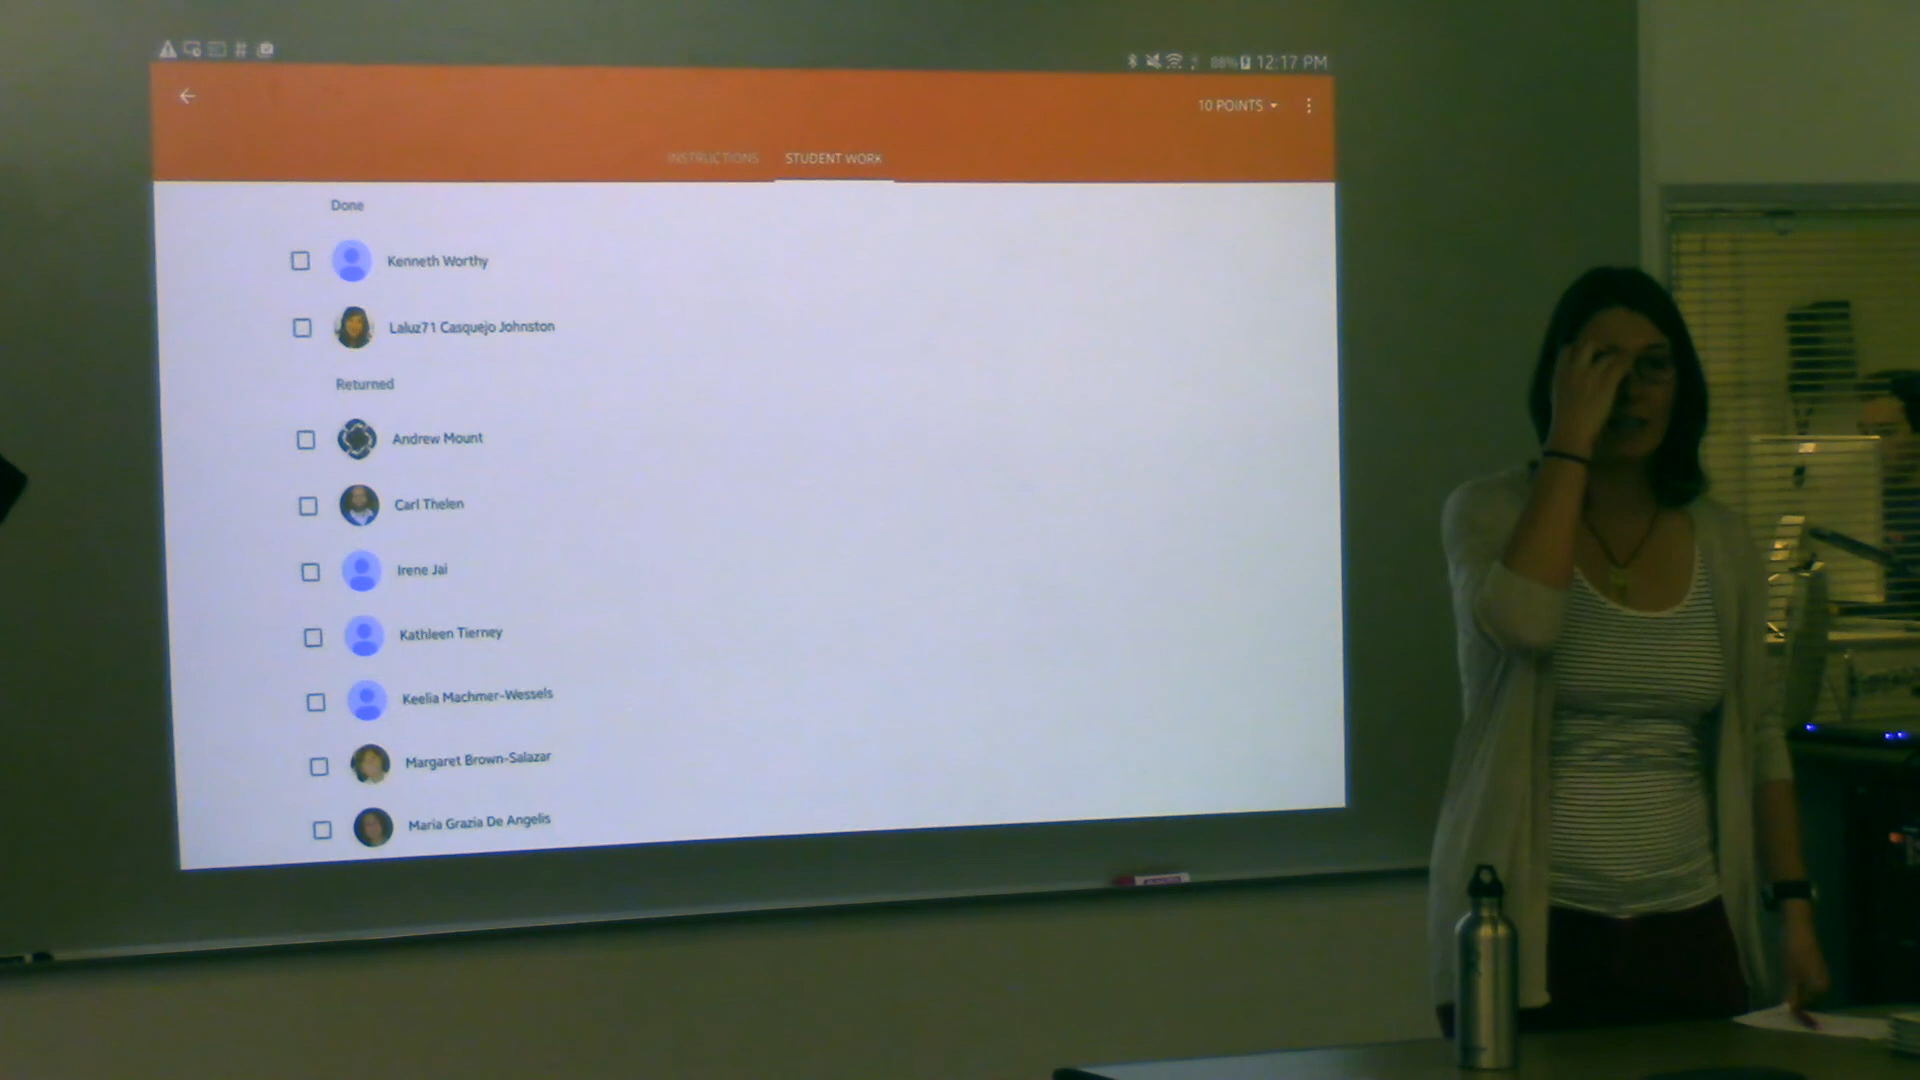 88% 12:17 PM
10 POINTS
INSTRUCTIONS STUDENT WORK
Done
Kenneth Worthy
Laluz71 Casquejo Johnston
Returned
Andrew Mount
Carl Thelen
Irene Jai
Kathleen Tierney
Keelia Machmer-Wessels
Margaret Brown-Salazar
Maria Grazia De Angelis